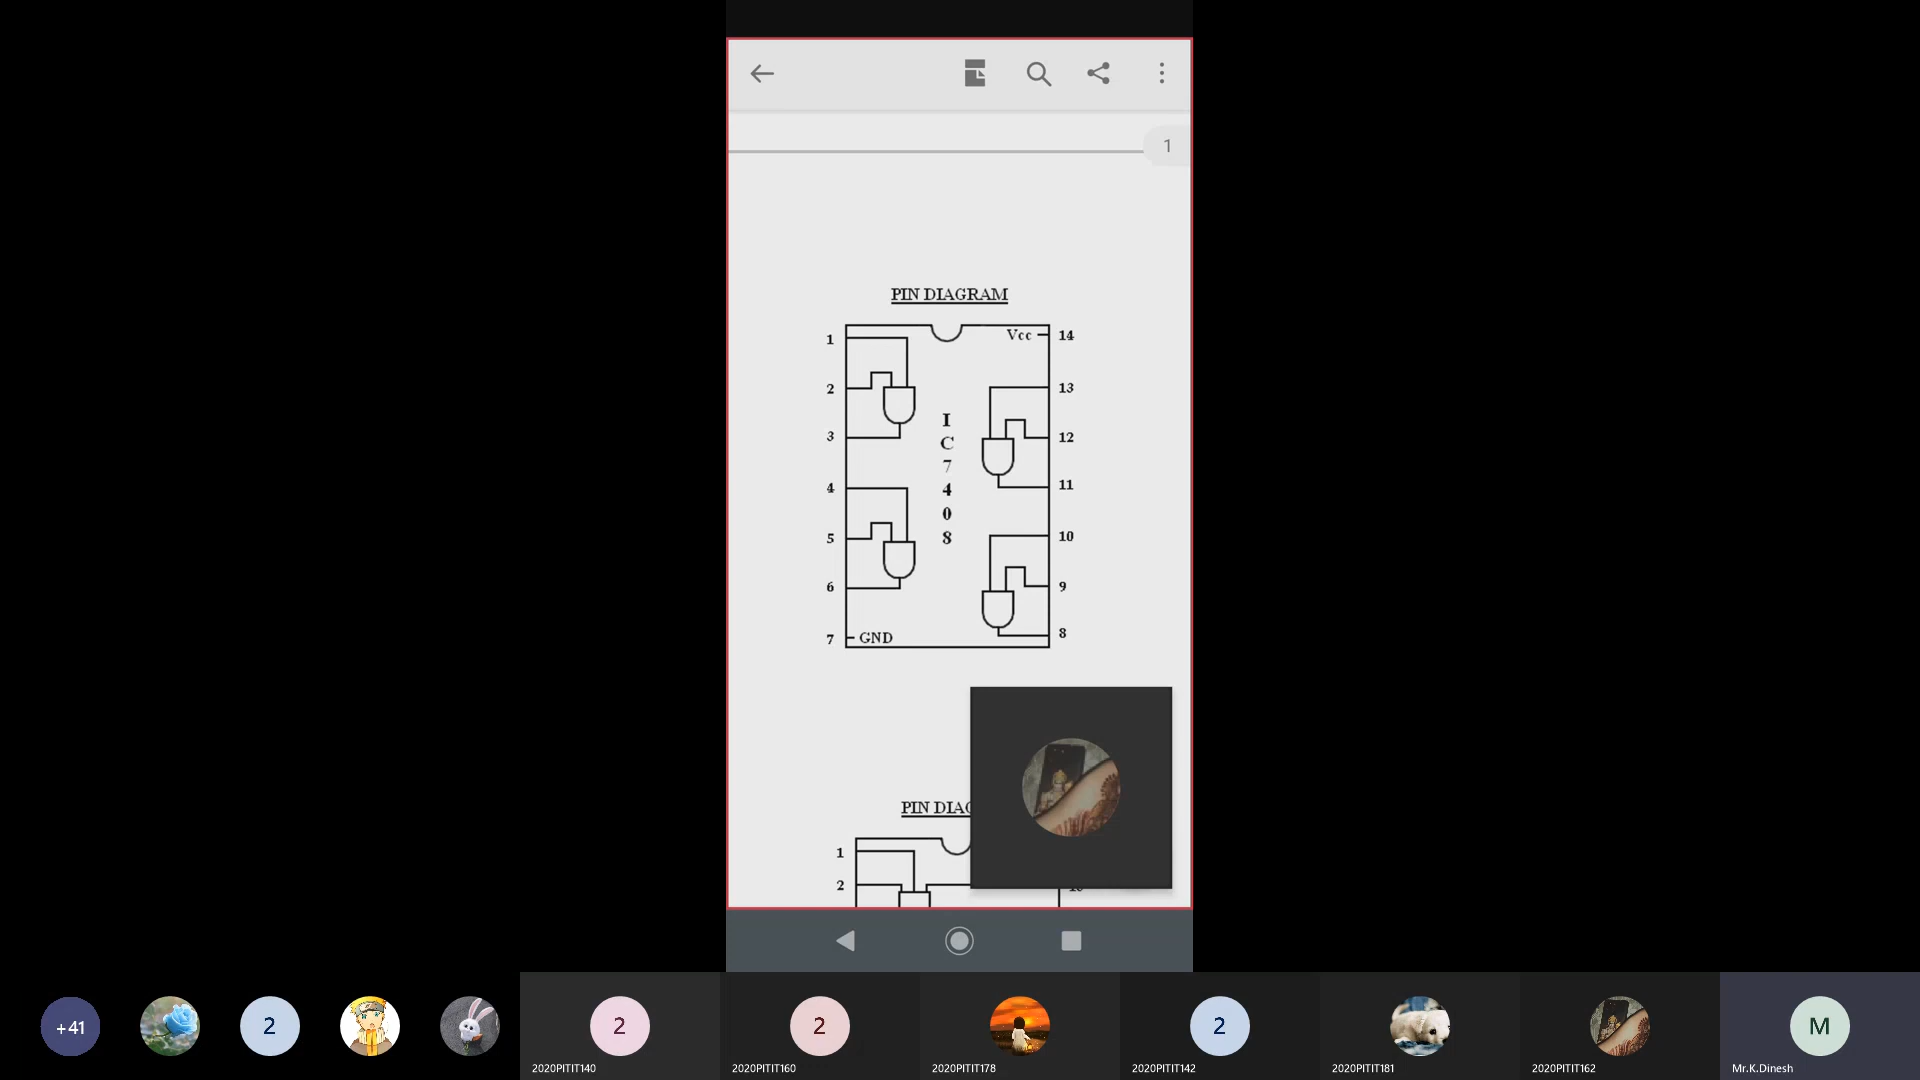 1
PIN DIAGRAM
1
Vcc
14
2
13
3
12
I
C
7
4
0
8
4
11
5
10
6
9
7
GND
8
PIN DIAG
1
2
+41
2
2
2
2
M
2020PITIT140
2020PITIT160
2020PITIT178
2020PITIT142
2020PITIT181
2020PITIT162
Mr.K.Dinesh